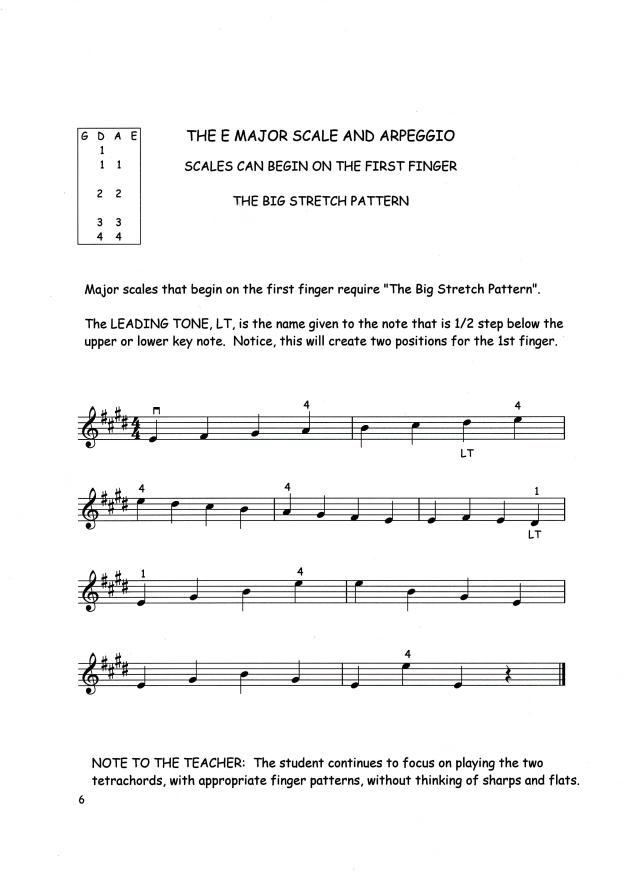 G D A E
1
1 1
2 2
3 3
4 4
THE E MAJOR SCALE AND ARPEGGIO
SCALES CAN BEGIN ON THE FIRST FINGER
THE BIG STRETCH PATTERN
Major scales that begin on the first finger require "The Big Stretch Pattern".
The LEADING TONE, LT, is the name given to the note that is 1/2 step below the
upper or lower key note. Notice, this will create two positions for the 1st finger.
4 4
4
4
LT
4 4 1
LT
1 4
4
NOTE TO THE TEACHER: The student continues to focus on playing the two
tetrachords, with appropriate finger patterns, without thinking of sharps and flats.
6